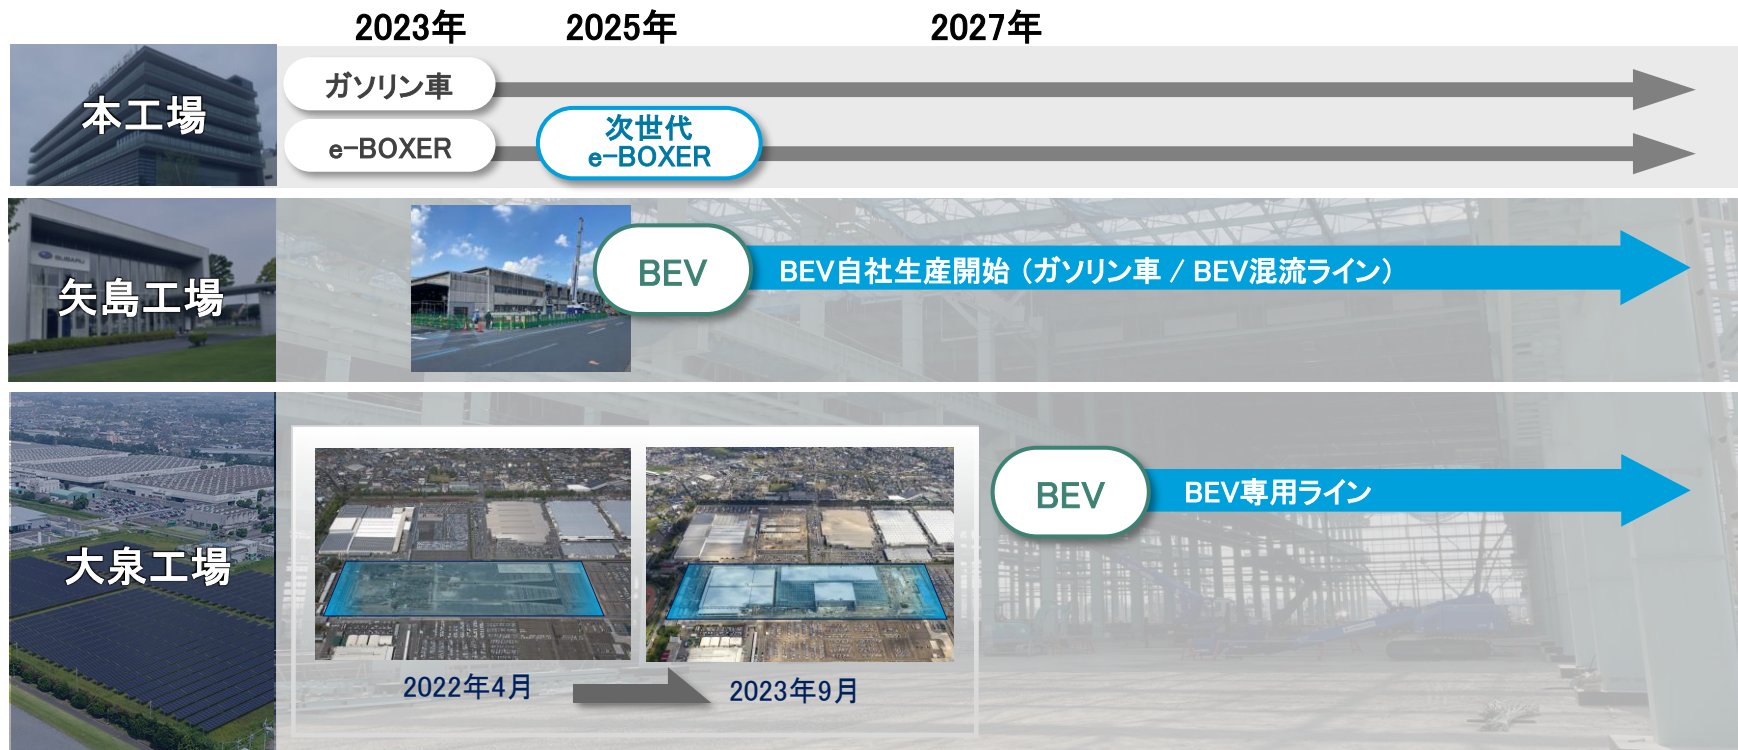 2023年 2025年 2027年
本工場
ガソリン車
e-BOXER
次世代
e-BOXER
SUBARU
矢島工場
BEV
BEV自社生産開始（ガソリン車 / BEV混流ライン）
大泉工場
BEV
BEV専用ライン
2022年4月
2023年9月